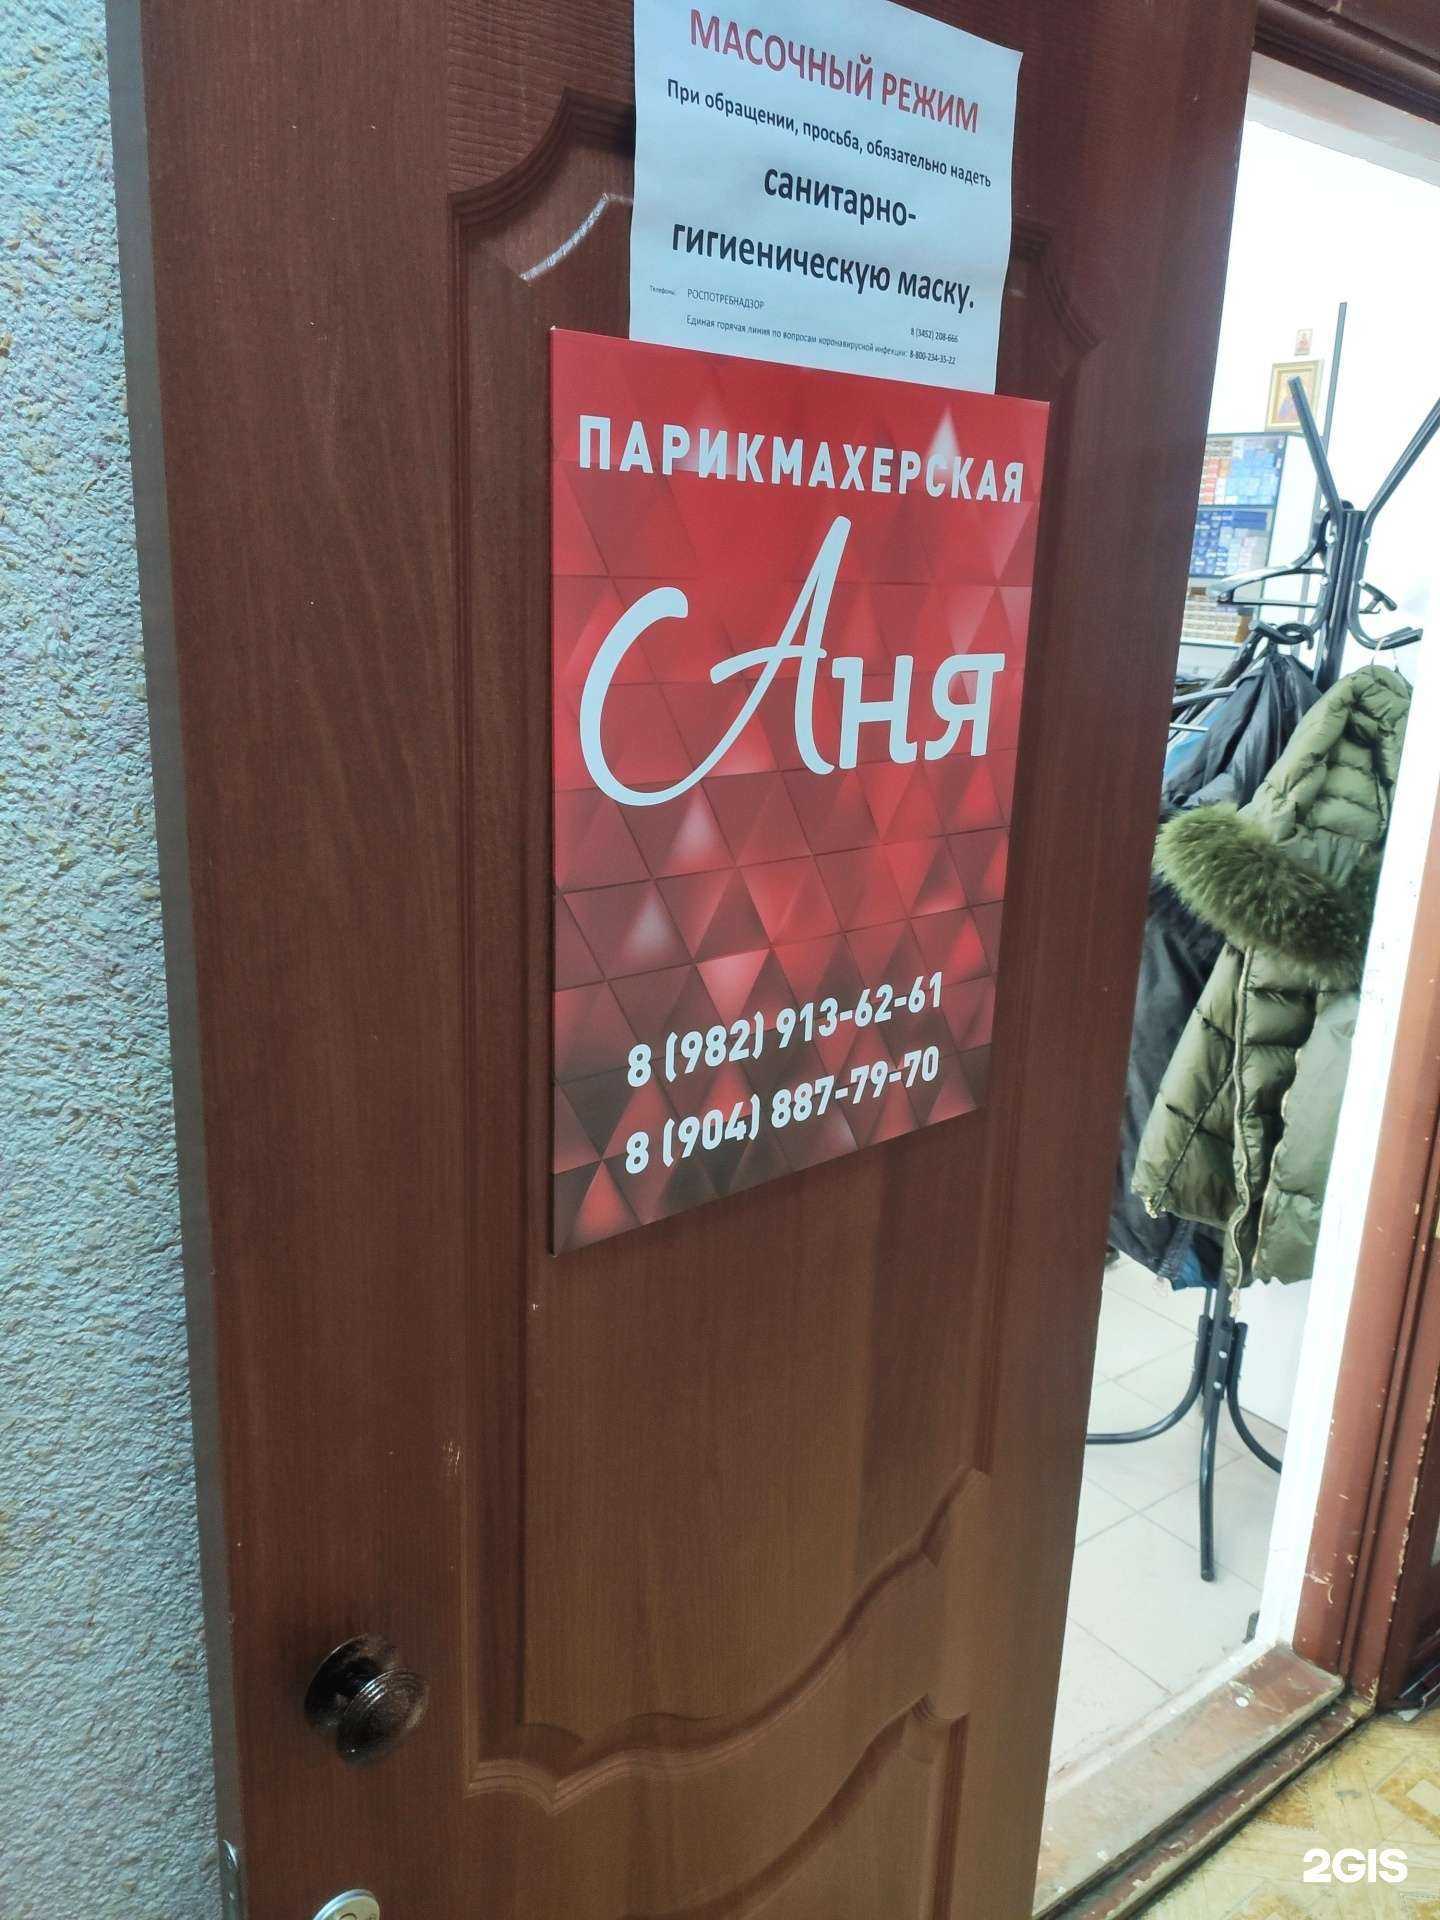 МАСОЧНЫЙ РЕЖИМ
При обращении, просьба, обязательно надеть
санитарно-
гигиеническую маску.
Телефоны: РОСПОТРЕБНАДЗОР
8 (3452) 208-666
Единая горячая линия по вопросам коронавирусной инфекции: 8-800-234-35-22
ПАРИКМАХЕРСКАЯ
Аня
8 (982) 913-62-61
8 (904) 887-79-70
2GIS